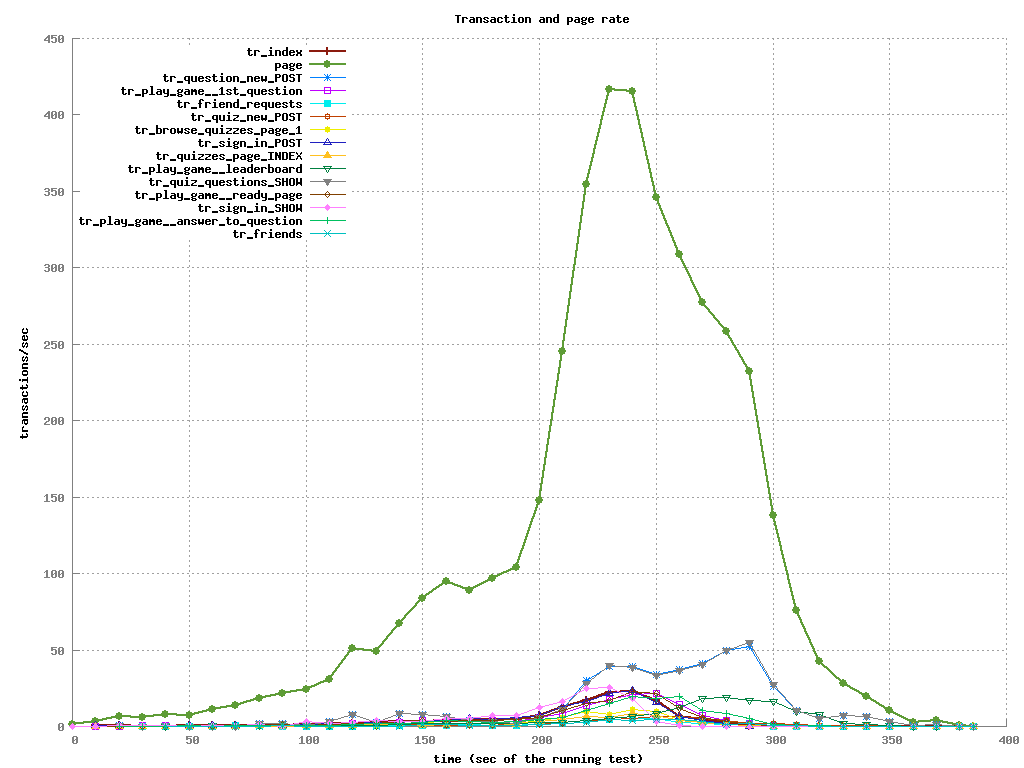 Transaction and page rate
450
400
350
300
250
200
150
100
50
0
transactions/sec
tr_index
page
tr_question_new_POST
tr_play_game__1st_question
tr_friend_requests
tr_quiz_new_POST
tr_browse_quizzes_page_1
tr_sign_in_POST
tr_quizzes_page_INDEX
tr_play_game__leaderboard
tr_quiz_questions_SHOW
tr_play_game__ready_page
tr_sign_in_SHOW
tr_play_game__answer_to_question
tr_friends
0 50 100 150 200 250 300 350 400
time (sec of the running test)